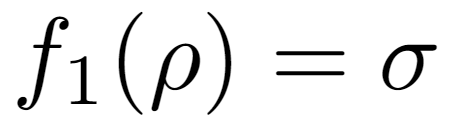 f₁(ρ) = σ